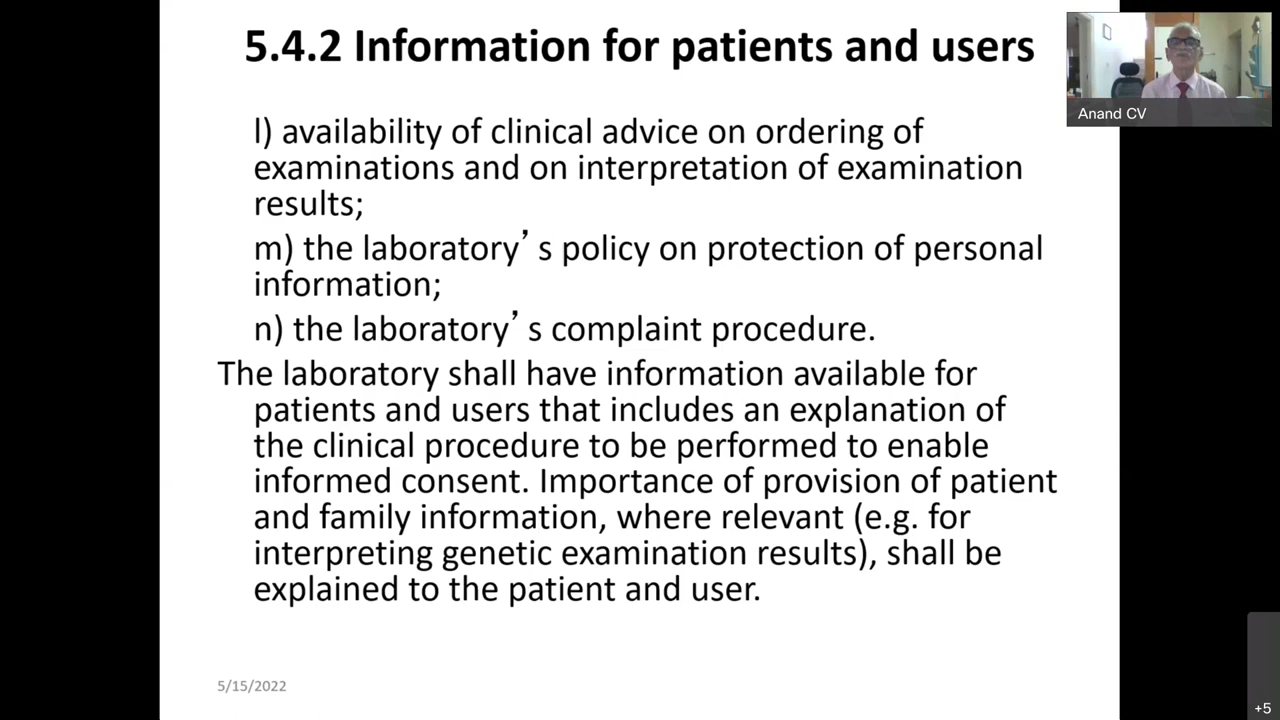 5.4.2 Information for patients and users
Anand CV
l) availability of clinical advice on ordering of
examinations and on interpretation of examination
results;
m) the laboratory’s policy on protection of personal
information;
n) the laboratory’s complaint procedure.
The laboratory shall have information available for
patients and users that includes an explanation of
the clinical procedure to be performed to enable
informed consent. Importance of provision of patient
and family information, where relevant (e.g. for
interpreting genetic examination results), shall be
explained to the patient and user.
5/15/2022
+5